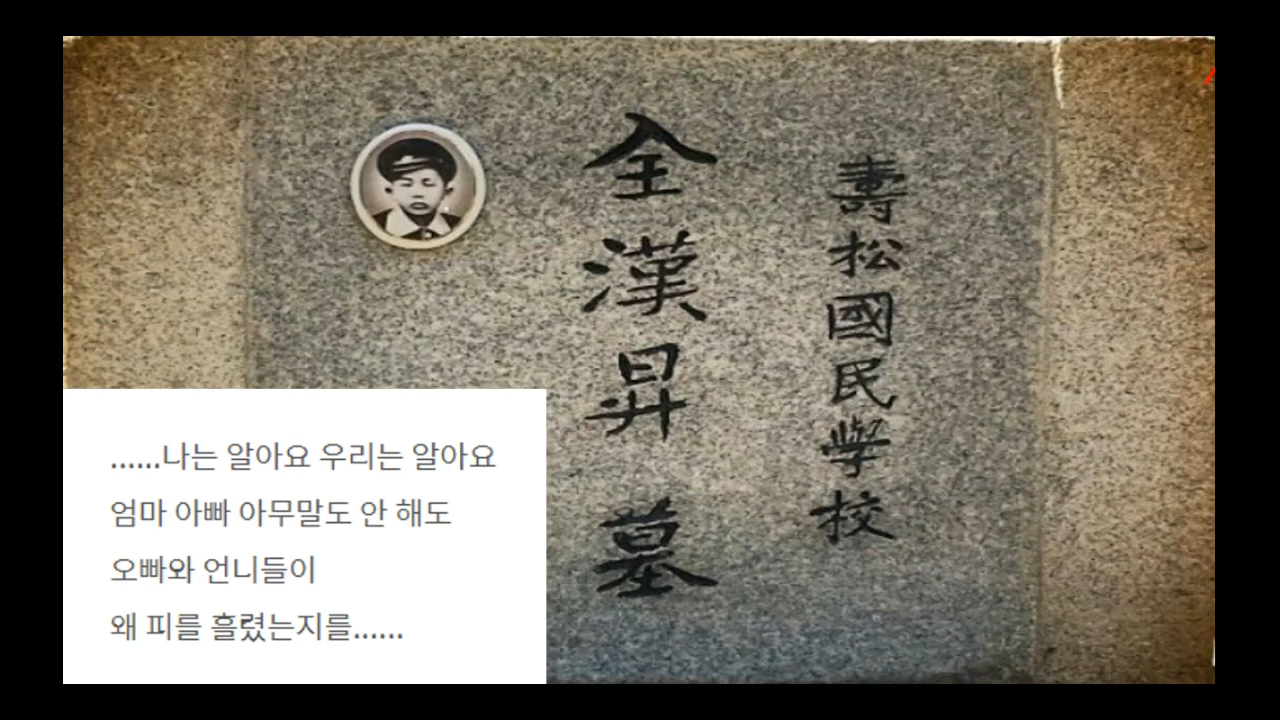 壽松國民學校
全漢昇墓
......나는 알아요 우리는 알아요
엄마 아빠 아무말도 안 해도
오빠와 언니들이
왜 피를 흘렸는지를......